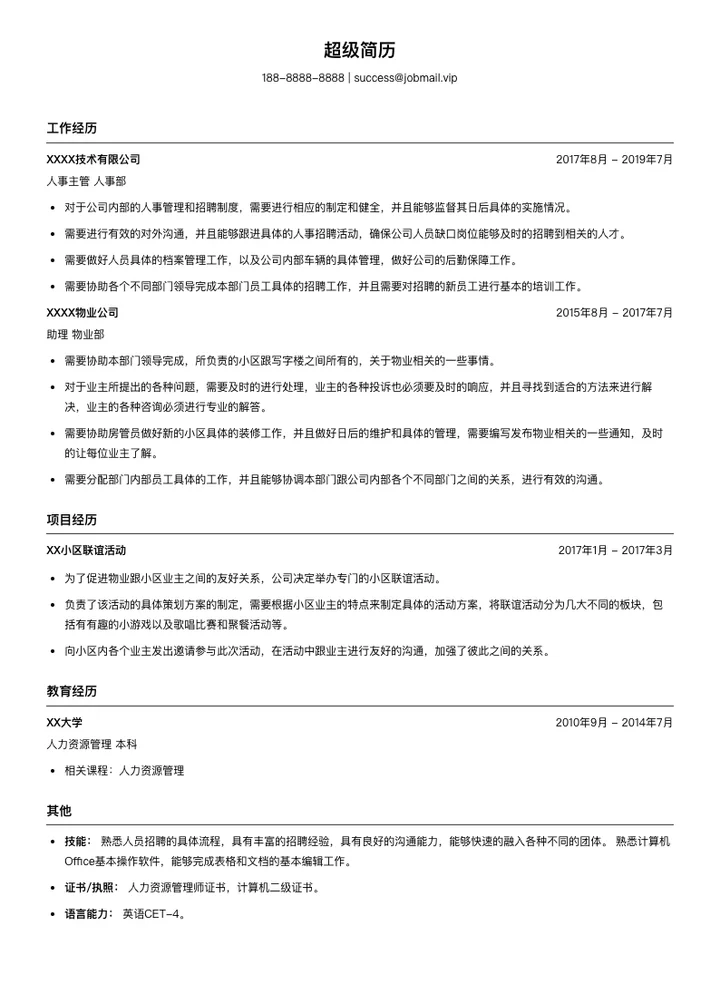 超级简历
188-8888-8888 | success@jobmail.vip
工作经历
XXXX技术有限公司 2017年8月 – 2019年7月
人事主管 人事部
• 对于公司内部的人事管理和招聘制度，需要进行相应的制定和健全，并且能够监督其日后具体的实施情况。
• 需要进行有效的对外沟通，并且能够跟进具体的人事招聘活动，确保公司人员缺口岗位能够及时的招聘到相关的人才。
• 需要做好人员具体的档案管理工作，以及公司内部车辆的具体管理，做好公司的后勤保障工作。
• 需要协助各个不同部门领导完成本部门员工具体的招聘工作，并且需要对招聘的新员工进行基本的培训工作。
XXXX物业公司 2015年8月 – 2017年7月
助理 物业部
• 需要协助本部门领导完成，所负责的小区跟写字楼之间所有的，关于物业相关的一些事情。
• 对于业主所提出的各种问题，需要及时的进行处理，业主的各种投诉也必须要及时的响应，并且寻找到适合的方法来进行解
决，业主的各种咨询必须进行专业的解答。
• 需要协助房管员做好新的小区具体的装修工作，并且做好日后的维护和具体的管理，需要编写发布物业相关的一些通知，及时
的让每位业主了解。
• 需要分配部门内部员工具体的工作，并且能够协调本部门跟公司内部各个不同部门之间的关系，进行有效的沟通。
项目经历
XX小区联谊活动 2017年1月 – 2017年3月
• 为了促进物业跟小区业主之间的友好关系，公司决定举办专门的小区联谊活动。
• 负责了该活动的具体策划方案的制定，需要根据小区业主的特点来制定具体的活动方案，将联谊活动分为几大不同的板块，包
括有有趣的小游戏以及歌唱比赛和聚餐活动等。
• 向小区内各个业主发出邀请参与此次活动，在活动中跟业主进行友好的沟通，加强了彼此之间的关系。
教育经历
XX大学 2010年9月 – 2014年7月
人力资源管理 本科
• 相关课程：人力资源管理
其他
• 技能： 熟悉人员招聘的具体流程，具有丰富的招聘经验，具有良好的沟通能力，能够快速的融入各种不同的团体。 熟悉计算机
Office基本操作软件，能够完成表格和文档的基本编辑工作。
• 证书/执照： 人力资源管理师证书，计算机二级证书。
• 语言能力： 英语CET-4。